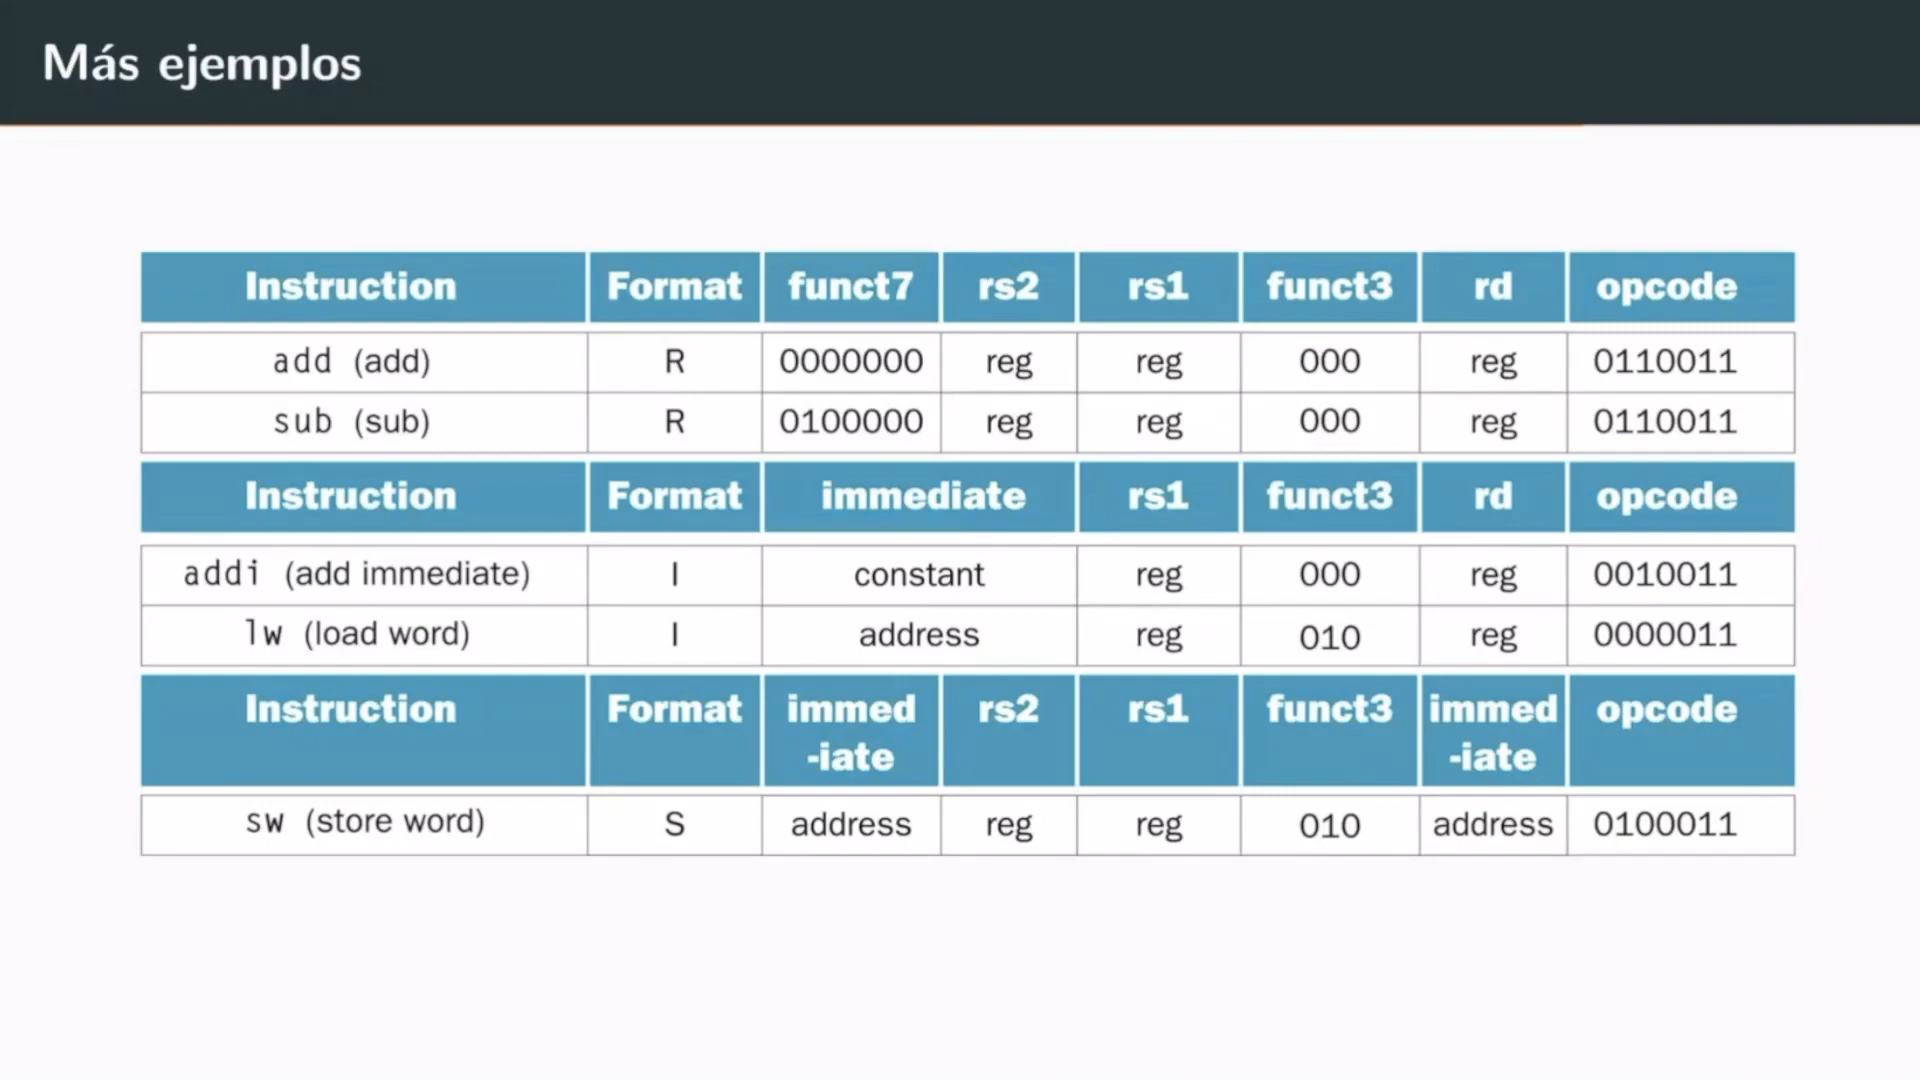 Más ejemplos
Instruction Format funct7 rs2 rs1 funct3 rd opcode
add (add) R 0000000 reg reg 000 reg 0110011
sub (sub) R 0100000 reg reg 000 reg 0110011
Instruction Format immediate rs1 funct3 rd opcode
addi (add immediate) I constant reg 000 reg 0010011
lw (load word) I address reg 010 reg 0000011
Instruction Format immed rs2 rs1 funct3 immed opcode
-iate -iate
sw (store word) S address reg reg 010 address 0100011